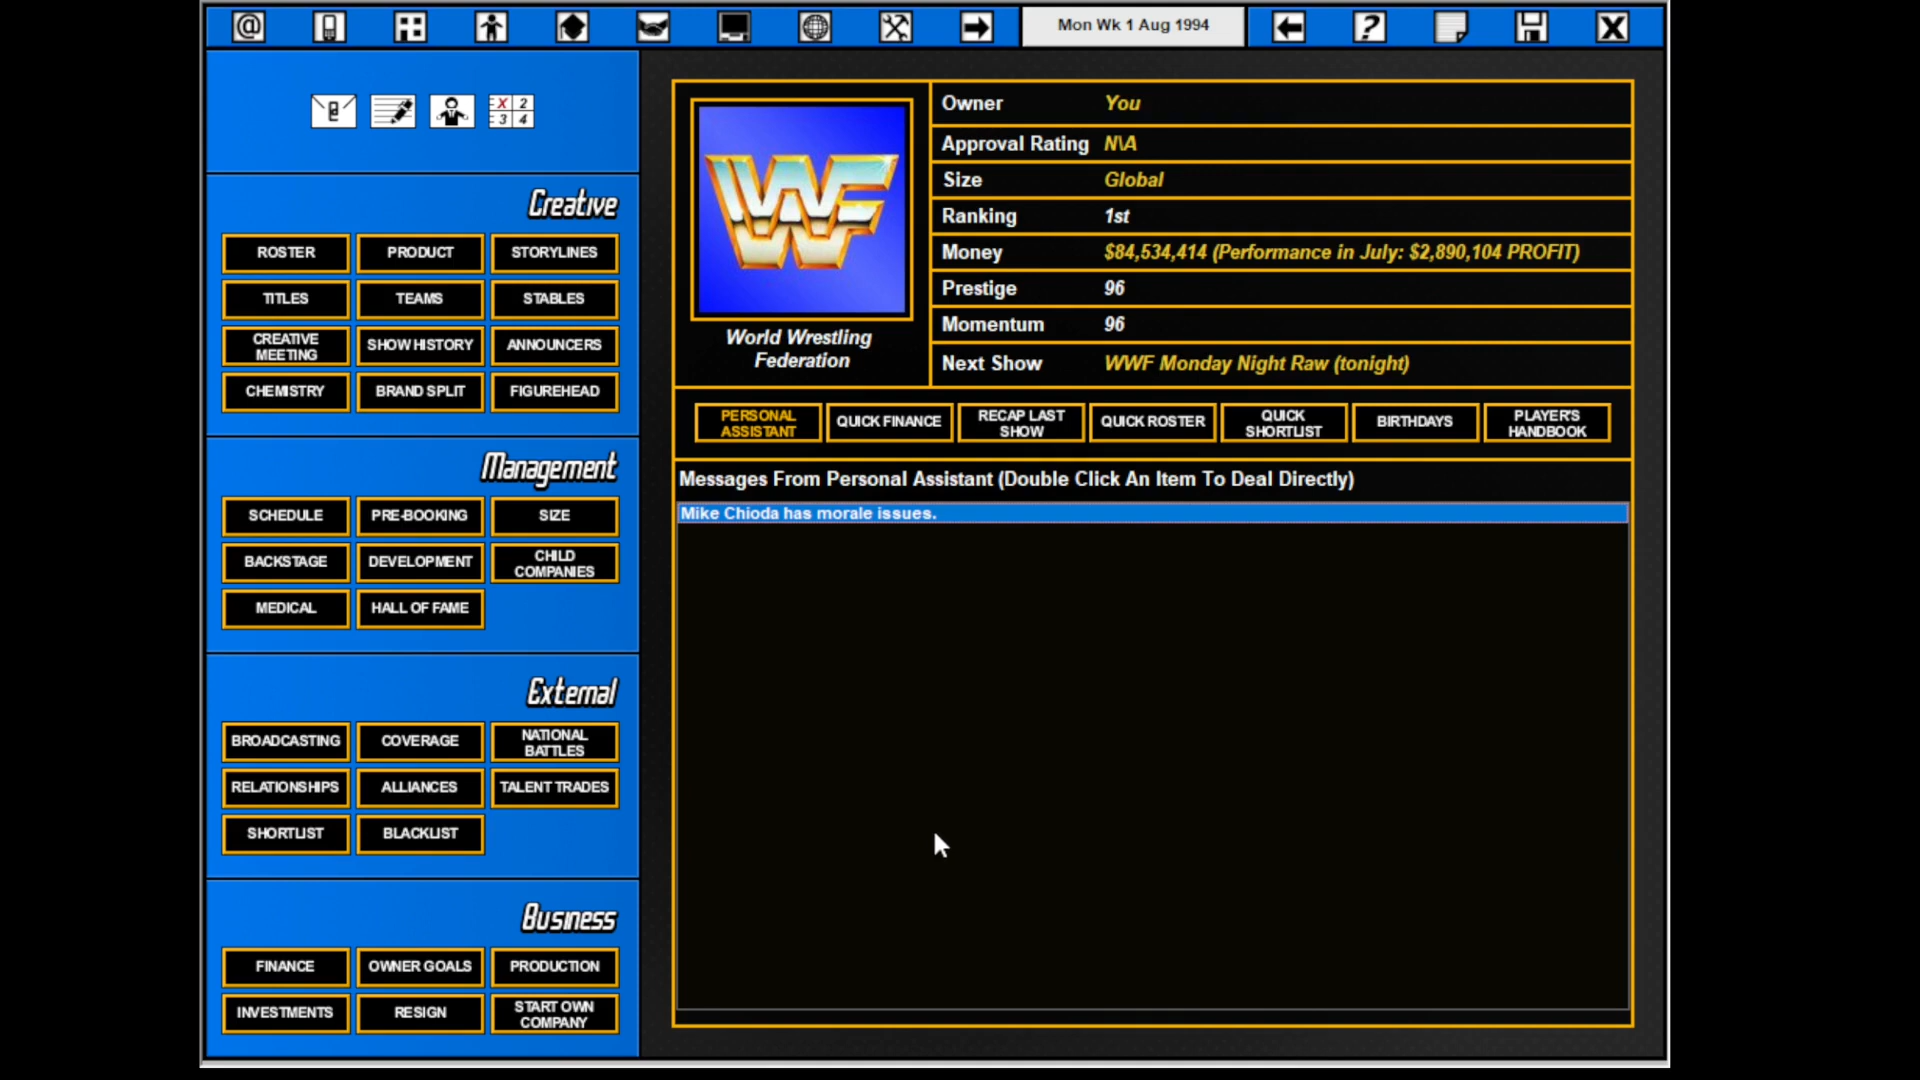 @
Mon Wk 1 Aug 1994
?
X
X 2
3 4
Creative
ROSTER
PRODUCT
STORYLINES
TITLES
TEAMS
STABLES
CREATIVE
MEETING
SHOW HISTORY
ANNOUNCERS
CHEMISTRY
BRAND SPLIT
FIGUREHEAD
Management
SCHEDULE
PRE-BOOKING
SIZE
BACKSTAGE
DEVELOPMENT
CHILD
COMPANIES
MEDICAL
HALL OF FAME
External
BROADCASTING
COVERAGE
NATIONAL
BATTLES
RELATIONSHIPS
ALLIANCES
TALENT TRADES
SHORTLIST
BLACKLIST
Business
FINANCE
OWNER GOALS
PRODUCTION
INVESTMENTS
RESIGN
START OWN
COMPANY
WWF
World Wrestling
Federation
Owner You
Approval Rating N\A
Size Global
Ranking 1st
Money $84,534,414 (Performance in July: $2,890,104 PROFIT)
Prestige 96
Momentum 96
Next Show WWF Monday Night Raw (tonight)
PERSONAL
ASSISTANT
QUICK FINANCE
RECAP LAST
SHOW
QUICK ROSTER
QUICK
SHORTLIST
BIRTHDAYS
PLAYER'S
HANDBOOK
Messages From Personal Assistant (Double Click An Item To Deal Directly)
Mike Chioda has morale issues.